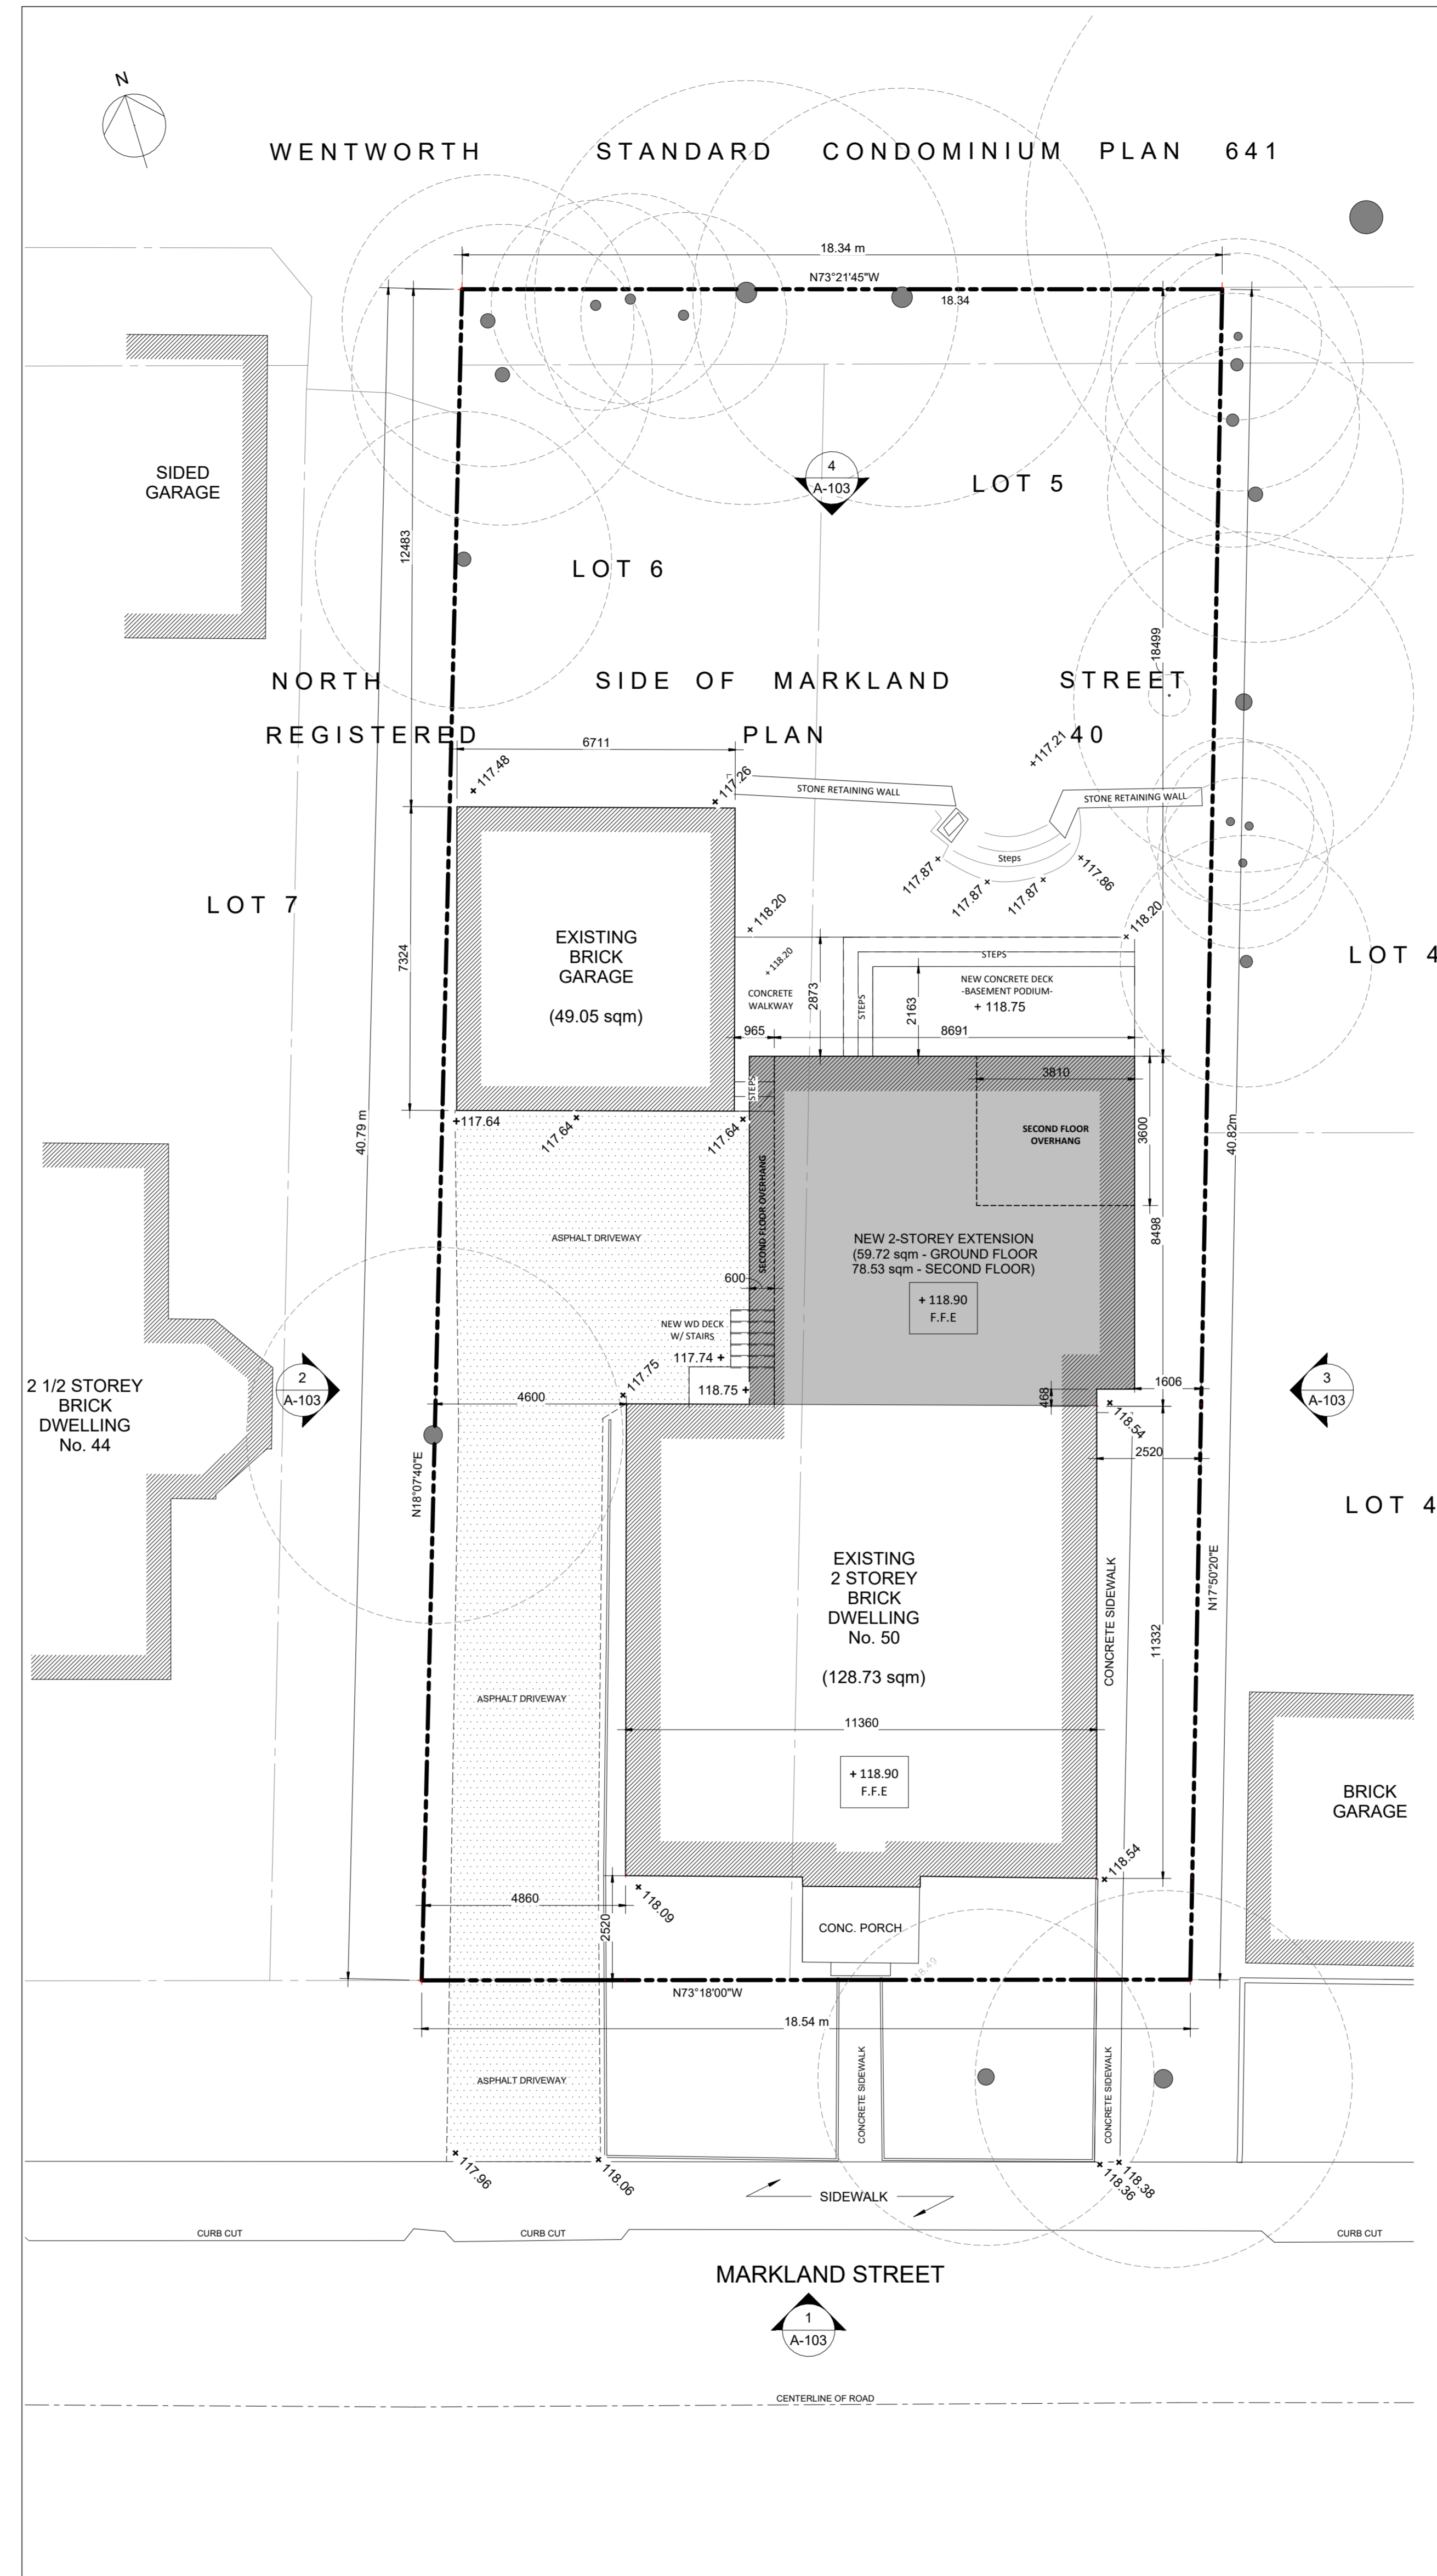 N
WENTWORTH STANDARD CONDOMINIUM PLAN 641
18.34 m
N73°21'45"W
18.34
SIDED
GARAGE
4
A-103
LOT 5
12483
LOT 6
18499
NORTH SIDE OF MARKLAND STREET
REGISTERED PLAN 40
6711
+117.21
×117.48
×117.26
STONE RETAINING WALL
STONE RETAINING WALL
Steps
117.87×
117.87×
117.87×
×117.86
LOT 7
×118.20
×118.20
EXISTING
BRICK
GARAGE
(49.05 sqm)
7324
+118.20
CONCRETE
WALKWAY
2873
STEPS
STEPS
2163
NEW CONCRETE DECK
-BASEMENT PODIUM-
+ 118.75
LOT 4
965
8691
STEPS
3810
3600
SECOND FLOOR
OVERHANG
+117.64
117.64×
117.64×
40.79 m
40.82m
SECOND FLOOR OVERHANG
ASPHALT DRIVEWAY
8498
NEW 2-STOREY EXTENSION
(59.72 sqm - GROUND FLOOR
78.53 sqm - SECOND FLOOR)
600
+ 118.90
F.F.E
NEW WD DECK
W/ STAIRS
117.74 +
×117.75
118.75 +
2 1/2 STOREY
BRICK
DWELLING
No. 44
2
A-103
3
A-103
4600
468
1606
×118.54
2520
N18°07'40"E
LOT 4
EXISTING
2 STOREY
BRICK
DWELLING
No. 50
(128.73 sqm)
CONCRETE SIDEWALK
N17°50'20"E
11332
ASPHALT DRIVEWAY
11360
+ 118.90
F.F.E
BRICK
GARAGE
×118.54
4860
×118.09
2520
CONC. PORCH
N73°18'00"W
18.54 m
ASPHALT DRIVEWAY
CONCRETE SIDEWALK
CONCRETE SIDEWALK
×117.96
×118.06
×118.36
×118.38
SIDEWALK
CURB CUT
CURB CUT
CURB CUT
MARKLAND STREET
1
A-103
CENTERLINE OF ROAD